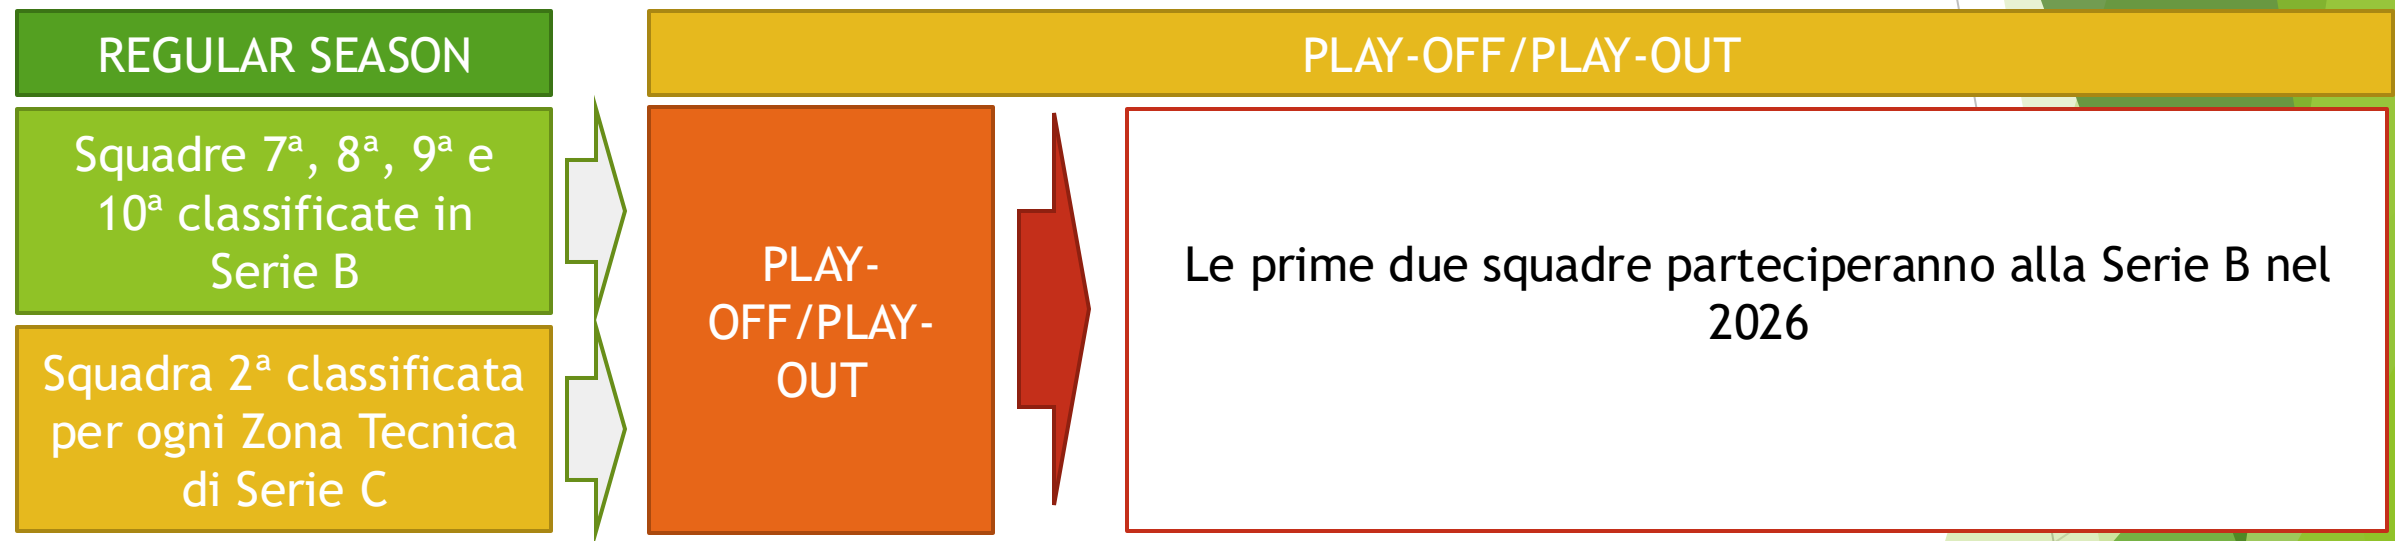 REGULAR SEASON
PLAY-OFF/PLAY-OUT
Squadre 7ª, 8ª, 9ª e
10ª classificate in
Serie B
Squadra 2ª classificata
per ogni Zona Tecnica
di Serie C
PLAY-
OFF/PLAY-
OUT
Le prime due squadre parteciperanno alla Serie B nel
2026